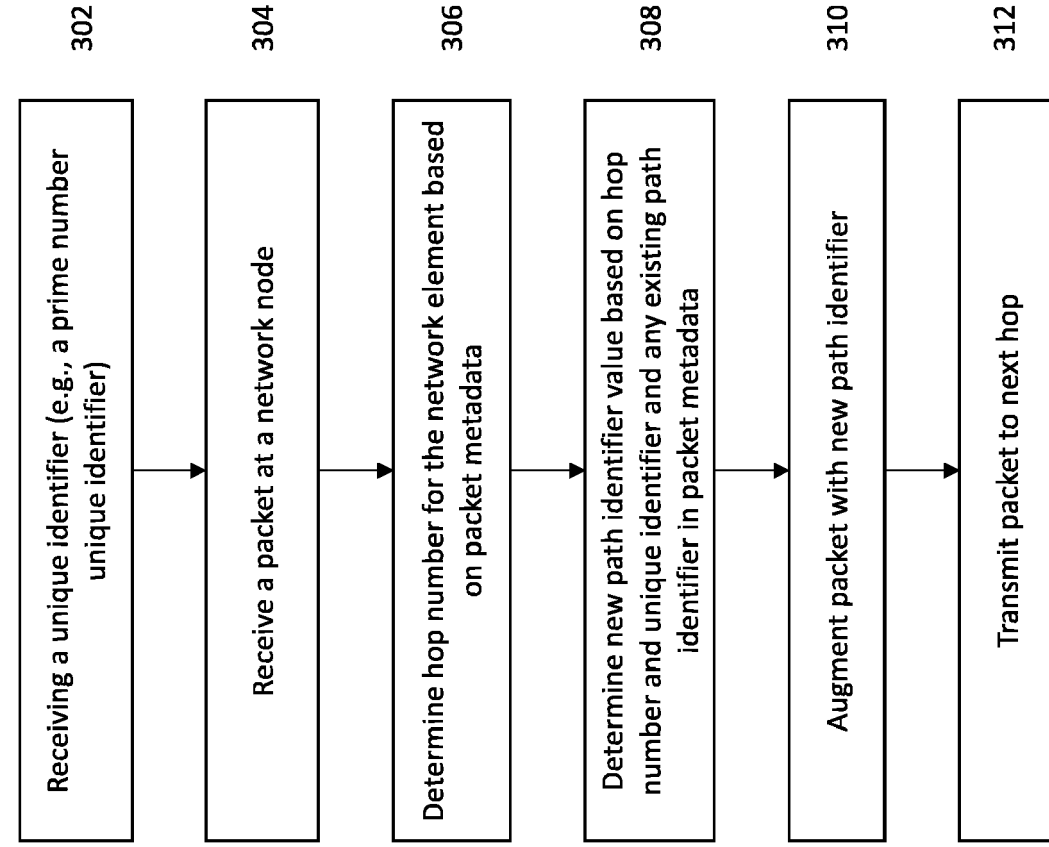 Receiving a unique identifier (e.g., a prime number
unique identifier)
302
Receive a packet at a network node
304
Determine hop number for the network element based
on packet metadata
306
Determine new path identifier value based on hop
number and unique identifier and any existing path
identifier in packet metadata
308
Augment packet with new path identifier
310
Transmit packet to next hop
312